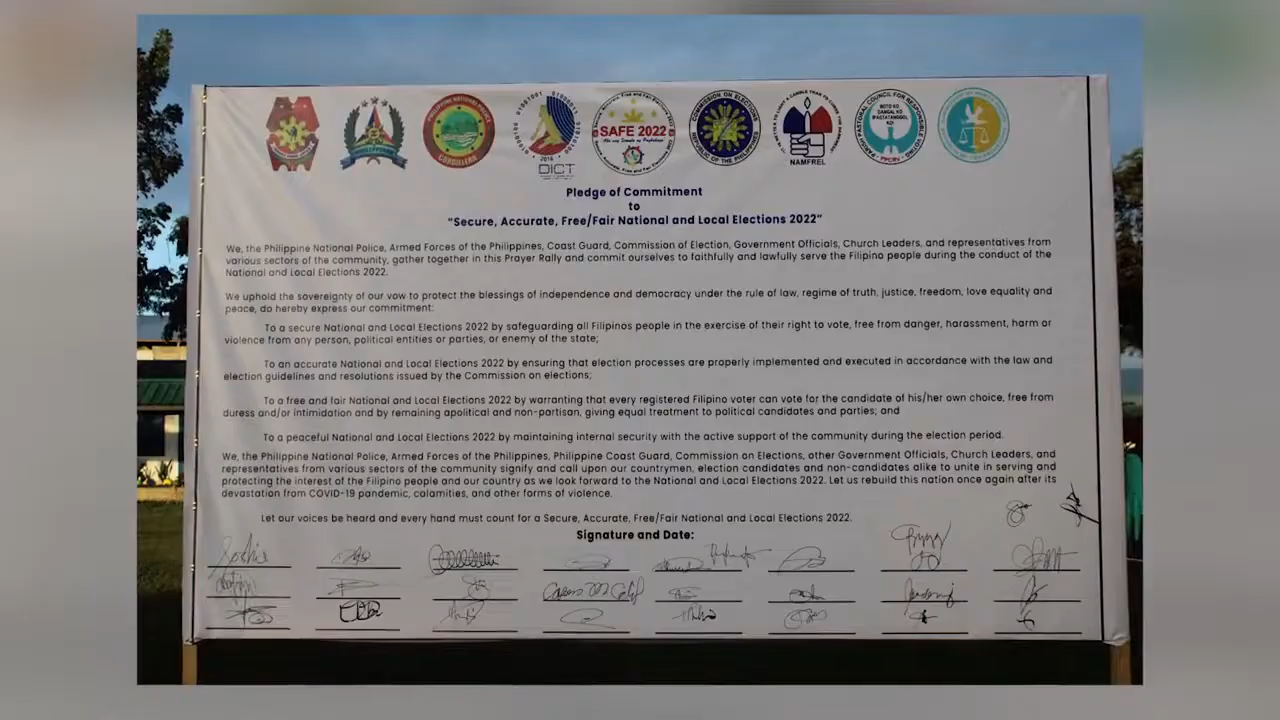 PHILIPPINE NATIONAL POLICE
CORDILLERA
DICT
SAFE 2022
COMMISSION ON ELECTIONS
REPUBLIC OF THE PHILIPPINES
NAMFREL
PPCRV
Pledge of Commitment
to
“Secure, Accurate, Free/Fair National and Local Elections 2022”
We, the Philippine National Police, Armed Forces of the Philippines, Coast Guard, Commission of Election, Government Officials, Church Leaders, and representatives from
various sectors of the community, gather together in this Prayer Rally and commit ourselves to faithfully and lawfully serve the Filipino people during the conduct of the
National and Local Elections 2022.
We uphold the sovereignty of our vow to protect the blessings of independence and democracy under the rule of law, regime of truth, justice, freedom, love equality and
peace, do hereby express our commitment:
To a secure National and Local Elections 2022 by safeguarding all Filipinos people in the exercise of their right to vote, free from danger, harassment, harm or
violence from any person, political entities or parties, or enemy of the state;
To an accurate National and Local Elections 2022 by ensuring that election processes are properly implemented and executed in accordance with the law and
election guidelines and resolutions issued by the Commission on elections;
To a free and fair National and Local Elections 2022 by warranting that every registered Filipino voter can vote for the candidate of his/her own choice, free from
duress and/or intimidation and by remaining apolitical and non-partisan, giving equal treatment to political candidates and parties; and
To a peaceful National and Local Elections 2022 by maintaining internal security with the active support of the community during the election period.
We, the Philippine National Police, Armed Forces of the Philippines, Philippine Coast Guard, Commission on Elections, other Government Officials, Church Leaders, and
representatives from various sectors of the community signify and call upon our countrymen, election candidates and non-candidates alike to unite in serving and
protecting the interest of the Filipino people and our country as we look forward to the National and Local Elections 2022. Let us rebuild this nation once again after its
devastation from COVID-19 pandemic, calamities, and other forms of violence.
Let our voices be heard and every hand must count for a Secure, Accurate, Free/Fair National and Local Elections 2022.
Signature and Date: